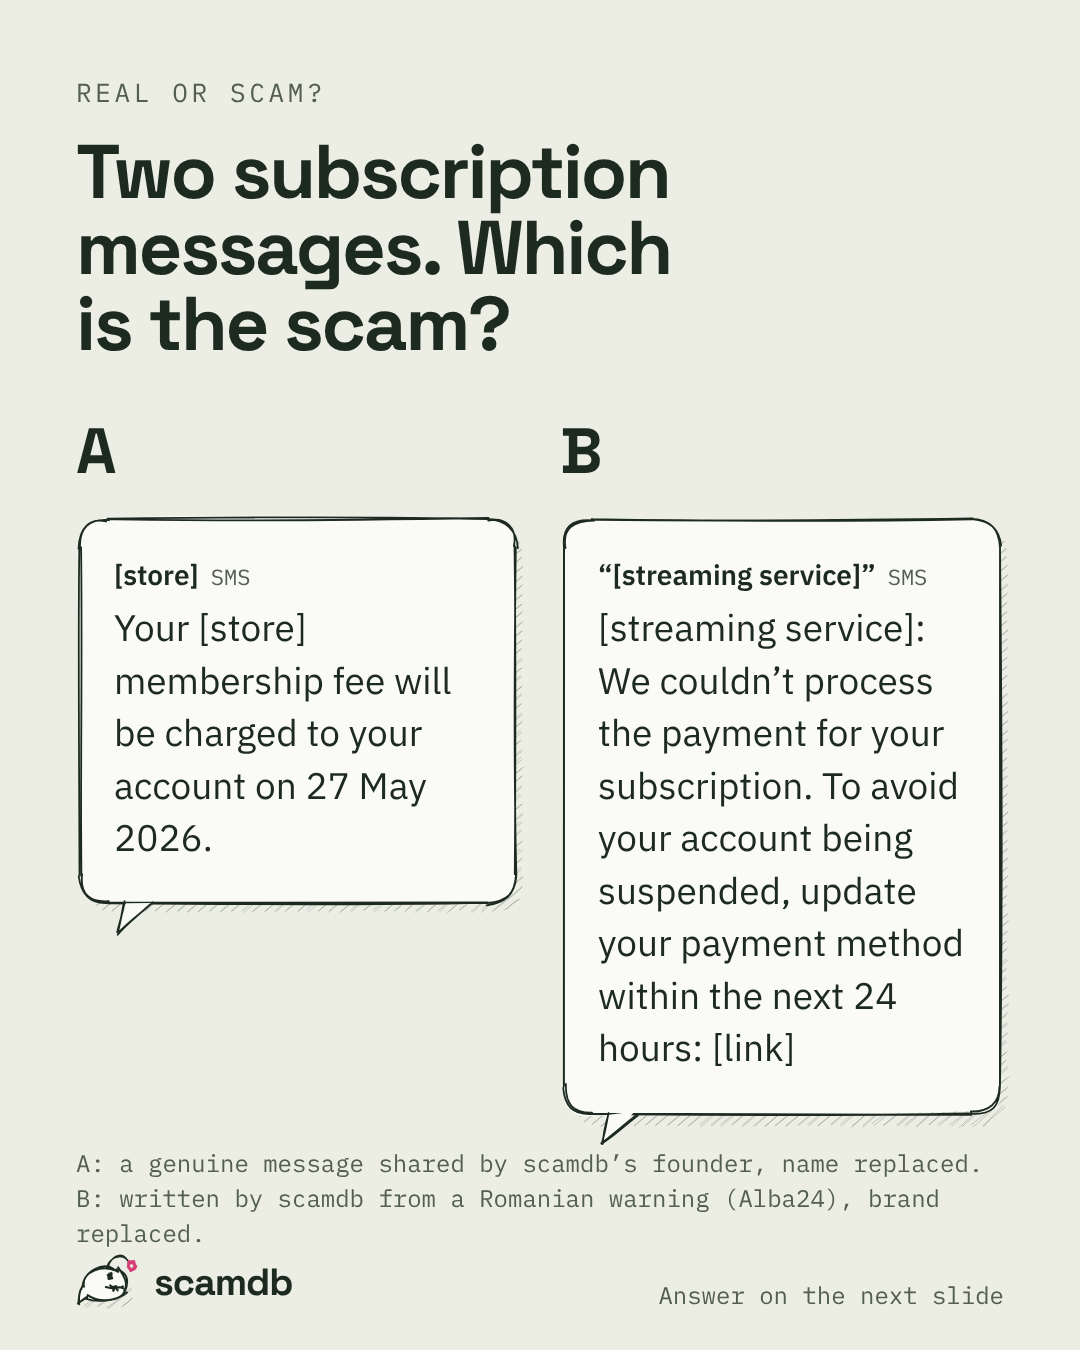 REAL OR SCAM?
Two subscription
messages. Which
is the scam?
A
[store] SMS
Your [store]
membership fee will
be charged to your
account on 27 May
2026.
B
“[streaming service]” SMS
[streaming service]:
We couldn’t process
the payment for your
subscription. To avoid
your account being
suspended, update
your payment method
within the next 24
hours: [link]
A: a genuine message shared by scamdb’s founder, name replaced.
B: written by scamdb from a Romanian warning (Alba24), brand
replaced.
scamdb
Answer on the next slide